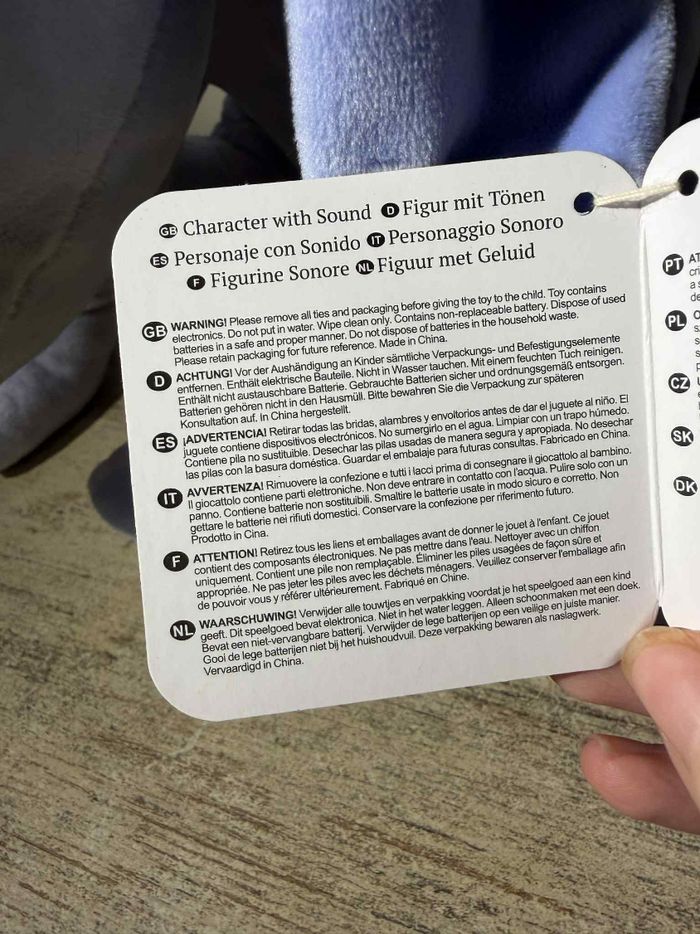 GB Character with Sound D Figur mit Tönen
ES Personaje con Sonido IT Personaggio Sonoro
F Figurine Sonore NL Figuur met Geluid
GB WARNING! Please remove all ties and packaging before giving the toy to the child. Toy contains
electronics. Do not put in water. Wipe clean only. Contains non-replaceable battery. Dispose of used
batteries in a safe and proper manner. Do not dispose of batteries in the household waste.
Please retain packaging for future reference. Made in China.
D ACHTUNG! Vor der Aushändigung an Kinder sämtliche Verpackungs- und Befestigungselemente
entfernen. Enthält elektrische Bauteile. Nicht in Wasser tauchen. Mit einem feuchten Tuch reinigen.
Enthält nicht austauschbare Batterie. Gebrauchte Batterien sicher und ordnungsgemäß entsorgen.
Batterien gehören nicht in den Hausmüll. Bitte bewahren Sie die Verpackung zur späteren
Konsultation auf. In China hergestellt.
ES ¡ADVERTENCIA! Retirar todas las bridas, alambres y envoltorios antes de dar el juguete al niño. El
juguete contiene dispositivos electrónicos. No sumergirlo en el agua. Limpiar con un trapo húmedo.
Contiene pila no sustituible. Desechar las pilas usadas de manera segura y apropiada. No desechar
las pilas con la basura doméstica. Guardar el embalaje para futuras consultas. Fabricado en China.
IT AVVERTENZA! Rimuovere la confezione e tutti i lacci prima di consegnare il giocattolo al bambino.
Il giocattolo contiene parti elettroniche. Non deve entrare in contatto con l'acqua. Pulire solo con un
panno. Contiene batterie non sostituibili. Smaltire le batterie usate in modo sicuro e corretto. Non
gettare le batterie nei rifiuti domestici. Conservare la confezione per riferimento futuro.
Prodotto in Cina.
F ATTENTION! Retirez tous les liens et emballages avant de donner le jouet à l'enfant. Ce jouet
contient des composants électroniques. Ne pas mettre dans l'eau. Nettoyer avec un chiffon
uniquement. Contient une pile non remplaçable. Éliminer les piles usagées de façon sûre et
appropriée. Ne pas jeter les piles avec les déchets ménagers. Veuillez conserver l'emballage afin
de pouvoir vous y référer ultérieurement. Fabriqué en Chine.
NL WAARSCHUWING! Verwijder alle touwtjes en verpakking voordat je het speelgoed aan een kind
geeft. Dit speelgoed bevat elektronica. Niet in het water leggen. Alleen schoonmaken met een doek.
Bevat een niet-vervangbare batterij. Verwijder de lege batterijen op een veilige en juiste manier.
Gooi de lege batterijen niet bij het huishoudvuil. Deze verpakking bewaren als naslagwerk.
Vervaardigd in China.
PT
PL
CZ
SK
DK